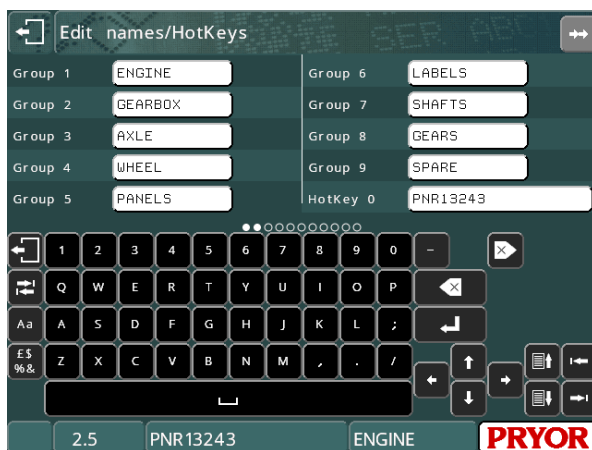 Edit names/HotKeys
Group 1 ENGINE
Group 2 GEARBOX
Group 3 AXLE
Group 4 WHEEL
Group 5 PANELS
Group 6 LABELS
Group 7 SHAFTS
Group 8 GEARS
Group 9 SPARE
HotKey 0 PNR13243
1 2 3 4 5 6 7 8 9 0 -
Q W E R T Y U I O P
Aa A S D F G H J K L ;
£$ %& Z X C V B N M , . /
2.5 PNR13243 ENGINE PRYOR